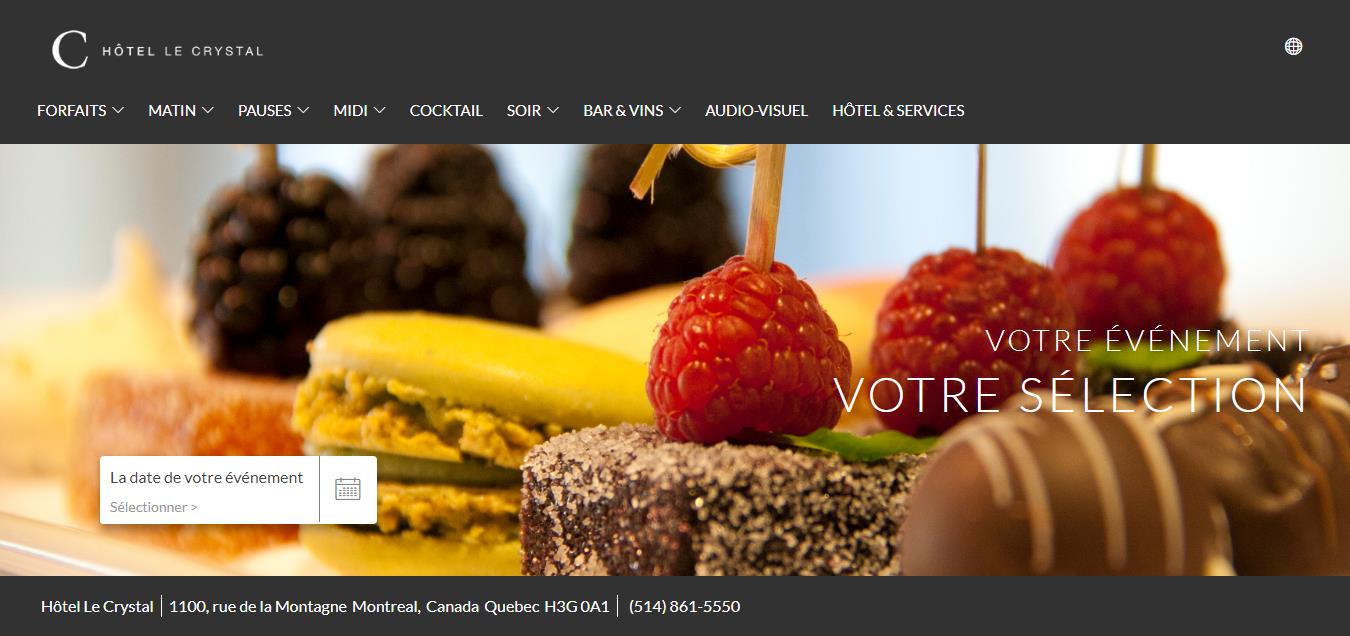 C HÔTEL LE CRYSTAL
FORFAITS MATIN PAUSES MIDI COCKTAIL SOIR BAR & VINS AUDIO-VISUEL HÔTEL & SERVICES
VOTRE ÉVÉNEMENT
VOTRE SÉLECTION
La date de votre événement
Sélectionner >
Hôtel Le Crystal 1100, rue de la Montagne Montreal, Canada Quebec H3G 0A1 (514) 861-5550